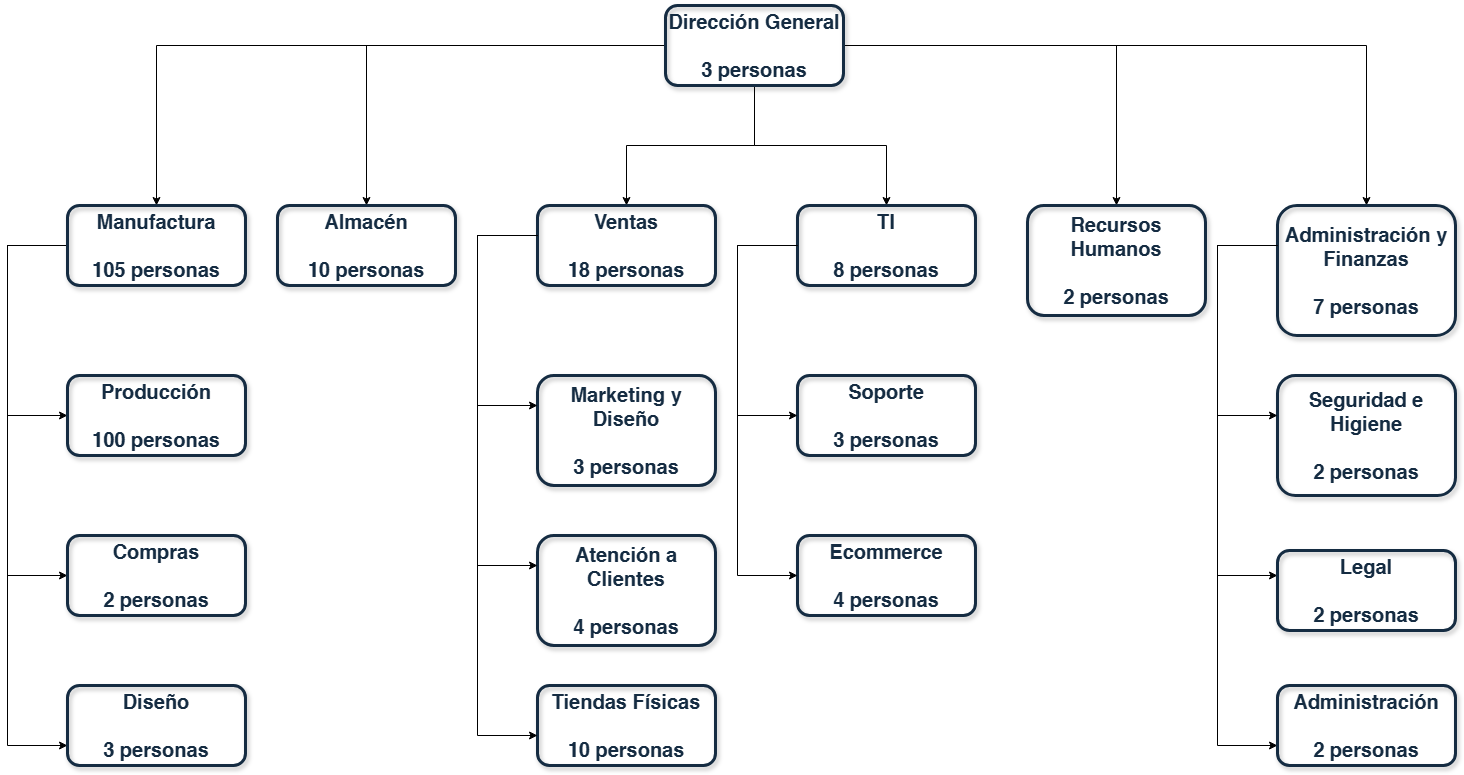 Dirección General
3 personas
Manufactura
105 personas
Almacén
10 personas
Ventas
18 personas
TI
8 personas
Recursos
Humanos
2 personas
Administración y
Finanzas
7 personas
Producción
100 personas
Marketing y
Diseño
3 personas
Soporte
3 personas
Seguridad e
Higiene
2 personas
Compras
2 personas
Atención a
Clientes
4 personas
Ecommerce
4 personas
Legal
2 personas
Diseño
3 personas
Tiendas Físicas
10 personas
Administración
2 personas